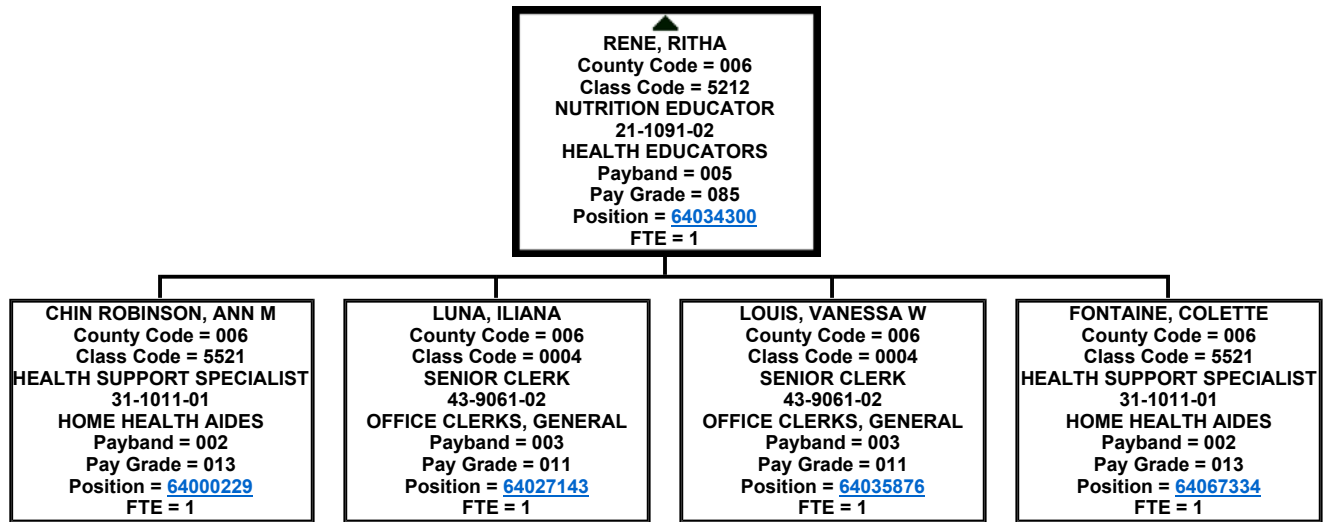 RENE, RITHA
County Code = 006
Class Code = 5212
NUTRITION EDUCATOR
21-1091-02
HEALTH EDUCATORS
Payband = 005
Pay Grade = 085
Position = 64034300
FTE = 1
CHIN ROBINSON, ANN M
County Code = 006
Class Code = 5521
HEALTH SUPPORT SPECIALIST
31-1011-01
HOME HEALTH AIDES
Payband = 002
Pay Grade = 013
Position = 64000229
FTE = 1
LUNA, ILIANA
County Code = 006
Class Code = 0004
SENIOR CLERK
43-9061-02
OFFICE CLERKS, GENERAL
Payband = 003
Pay Grade = 011
Position = 64027143
FTE = 1
LOUIS, VANESSA W
County Code = 006
Class Code = 0004
SENIOR CLERK
43-9061-02
OFFICE CLERKS, GENERAL
Payband = 003
Pay Grade = 011
Position = 64035876
FTE = 1
FONTAINE, COLETTE
County Code = 006
Class Code = 5521
HEALTH SUPPORT SPECIALIST
31-1011-01
HOME HEALTH AIDES
Payband = 002
Pay Grade = 013
Position = 64067334
FTE = 1